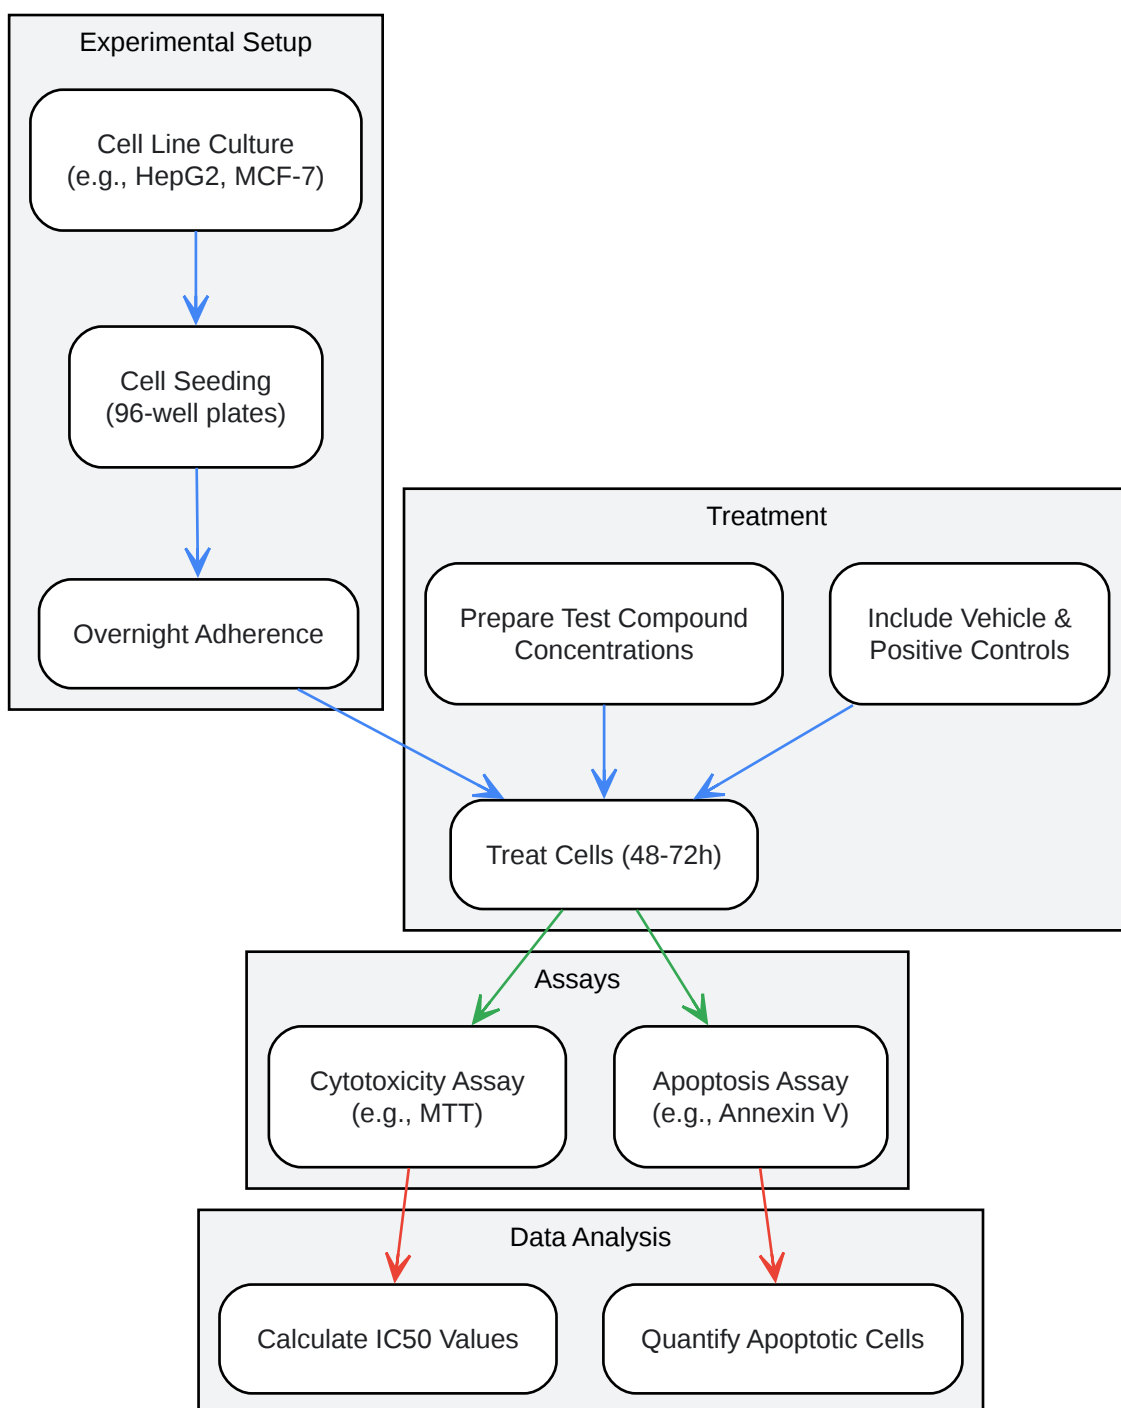 Experimental Setup
Cell Line Culture
(e.g., HepG2, MCF-7)
Cell Seeding
(96-well plates)
Overnight Adherence
Treatment
Prepare Test Compound
Concentrations
Include Vehicle &
Positive Controls
Treat Cells (48-72h)
Assays
Cytotoxicity Assay
(e.g., MTT)
Apoptosis Assay
(e.g., Annexin V)
Data Analysis
Calculate IC50 Values
Quantify Apoptotic Cells